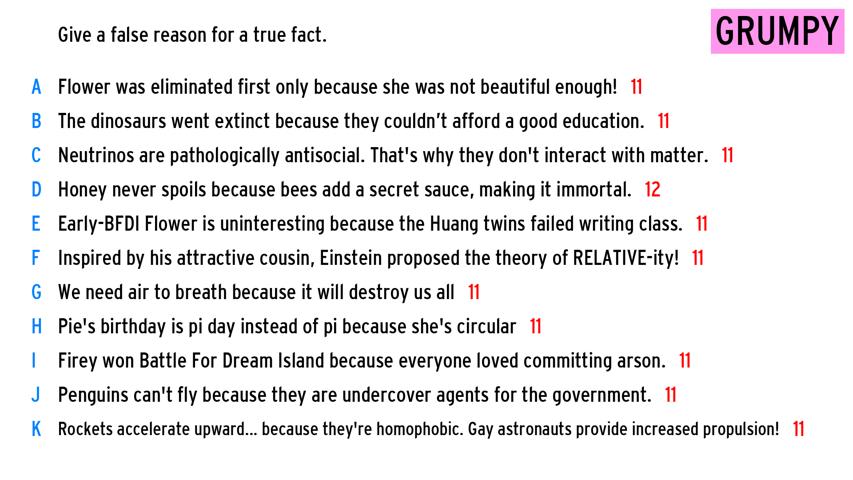 Give a false reason for a true fact.
GRUMPY
A Flower was eliminated first only because she was not beautiful enough! 11
B The dinosaurs went extinct because they couldn’t afford a good education. 11
C Neutrinos are pathologically antisocial. That's why they don't interact with matter. 11
D Honey never spoils because bees add a secret sauce, making it immortal. 12
E Early-BFDI Flower is uninteresting because the Huang twins failed writing class. 11
F Inspired by his attractive cousin, Einstein proposed the theory of RELATIVE-ity! 11
G We need air to breath because it will destroy us all 11
H Pie's birthday is pi day instead of pi because she's circular 11
I Firey won Battle For Dream Island because everyone loved committing arson. 11
J Penguins can't fly because they are undercover agents for the government. 11
K Rockets accelerate upward... because they're homophobic. Gay astronauts provide increased propulsion! 11